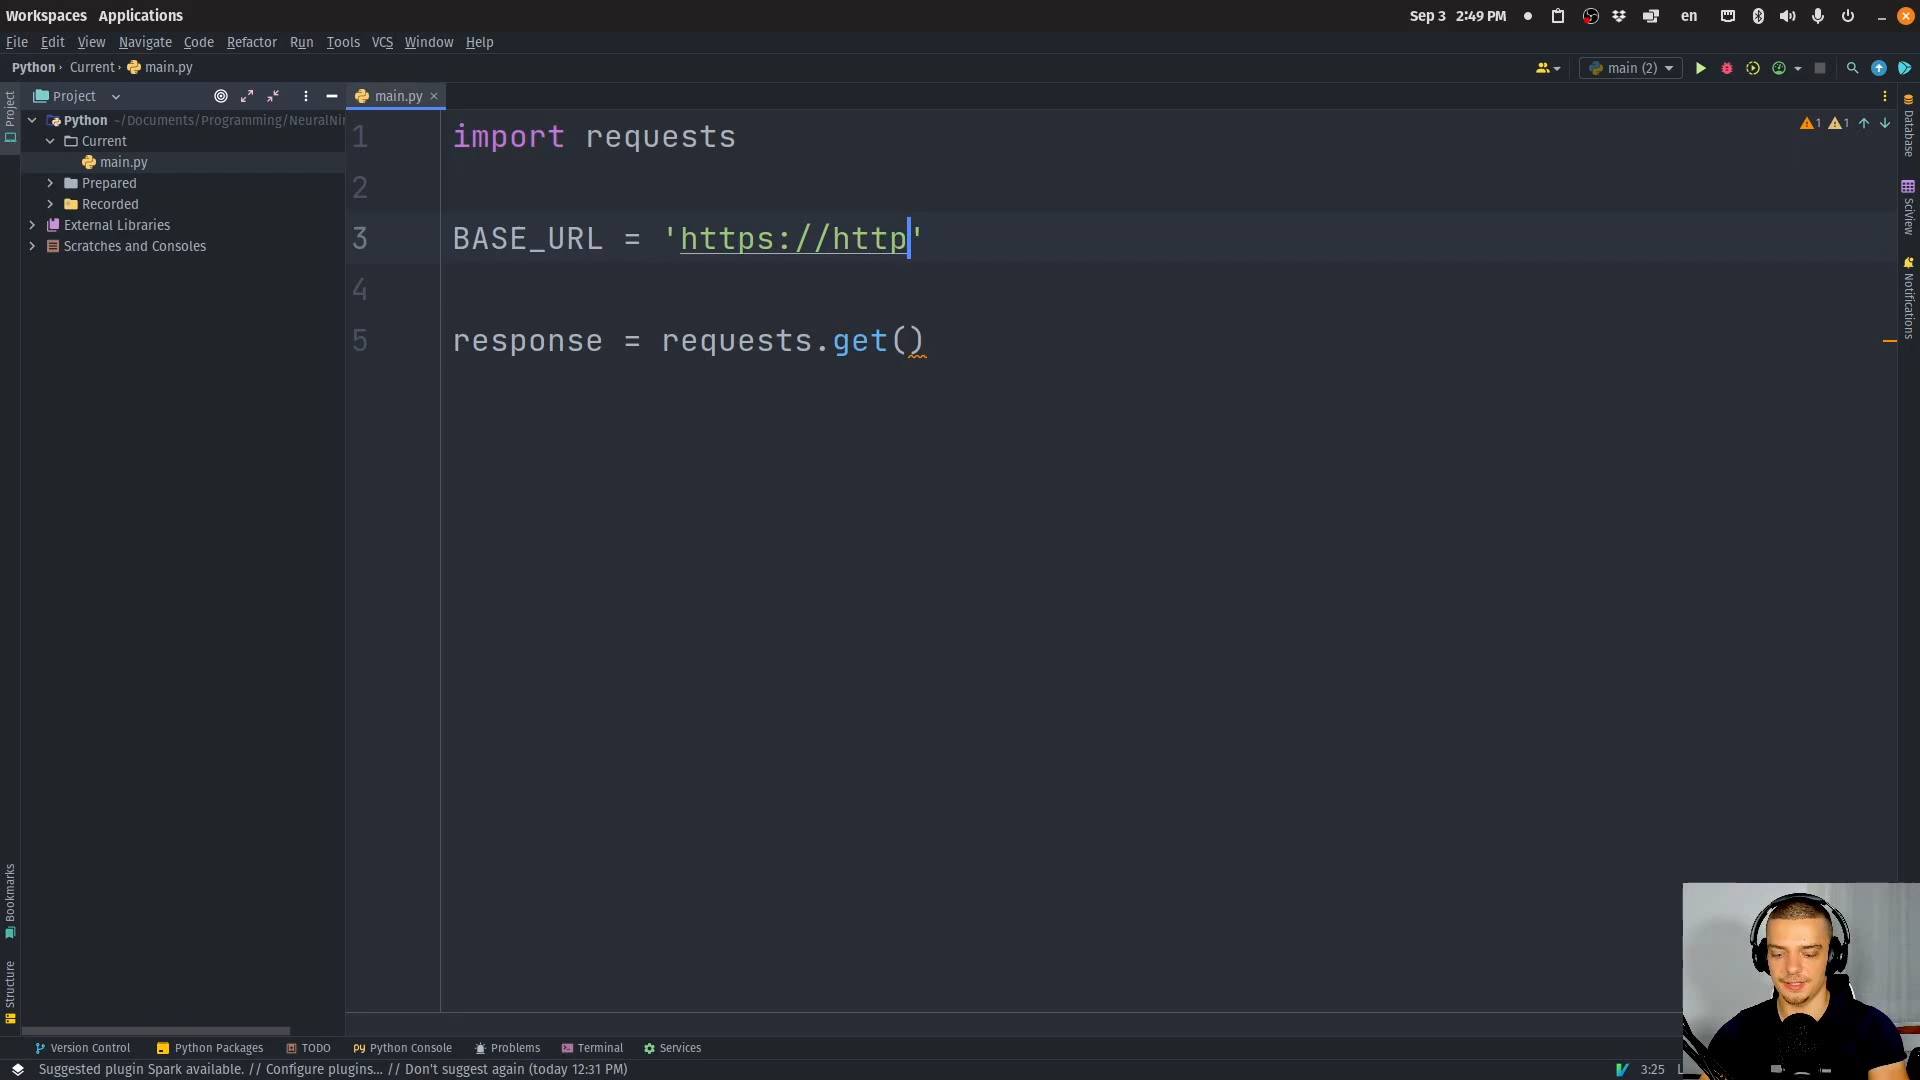 Workspaces Applications
Sep 3 2:49 PM en
File Edit View Navigate Code Refactor Run Tools VCS Window Help
Python Current main.py
main (2)
Project
main.py
Python ~/Documents/Programming/NeuralNi
Current
main.py
Prepared
Recorded
External Libraries
Scratches and Consoles
Project
Bookmarks
Structure
1 import requests
2
3 BASE_URL = 'https://http'
4
5 response = requests.get()
1 1
Database
SciView
Notifications
Version Control Python Packages TODO Python Console Problems Terminal Services
Suggested plugin Spark available. // Configure plugins... // Don't suggest again (today 12:31 PM)
3:25